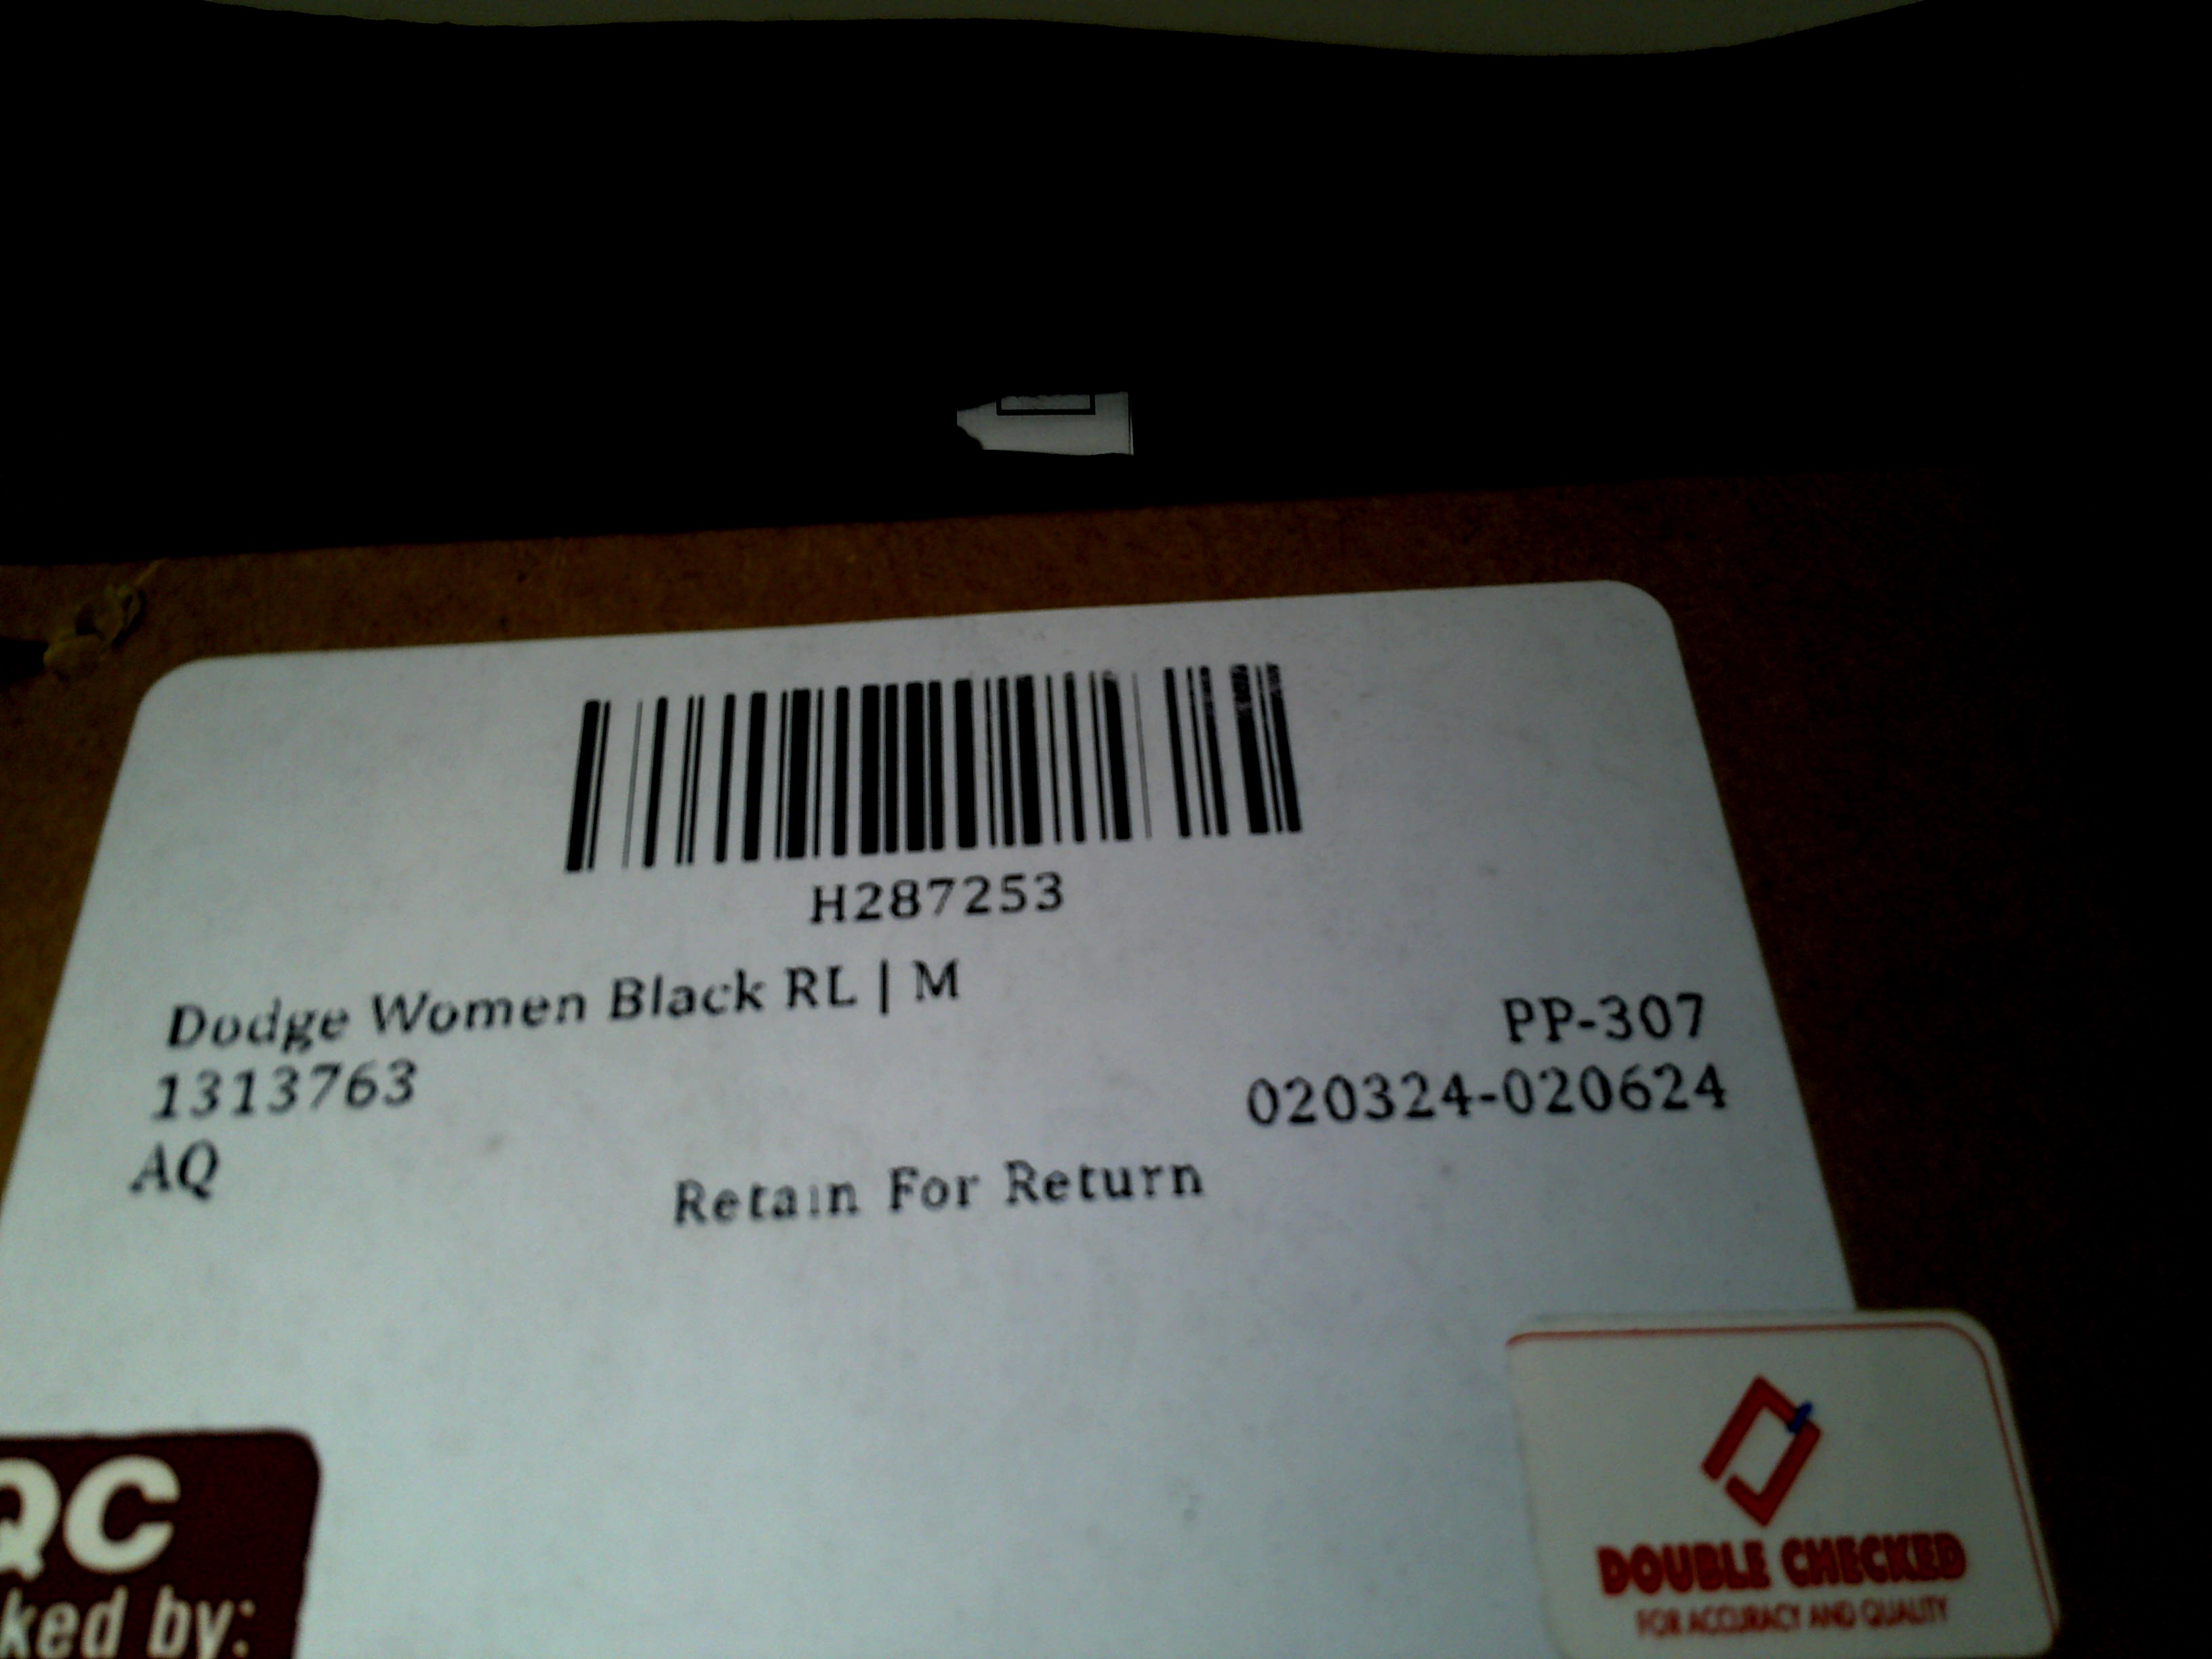 H287253
Dodge Women Black RL | M
PP-307
1313763
020324-020624
AQ
Retain For Return
QC
ked by:
DOUBLE CHECKED
FOR ACCURACY AND QUALITY